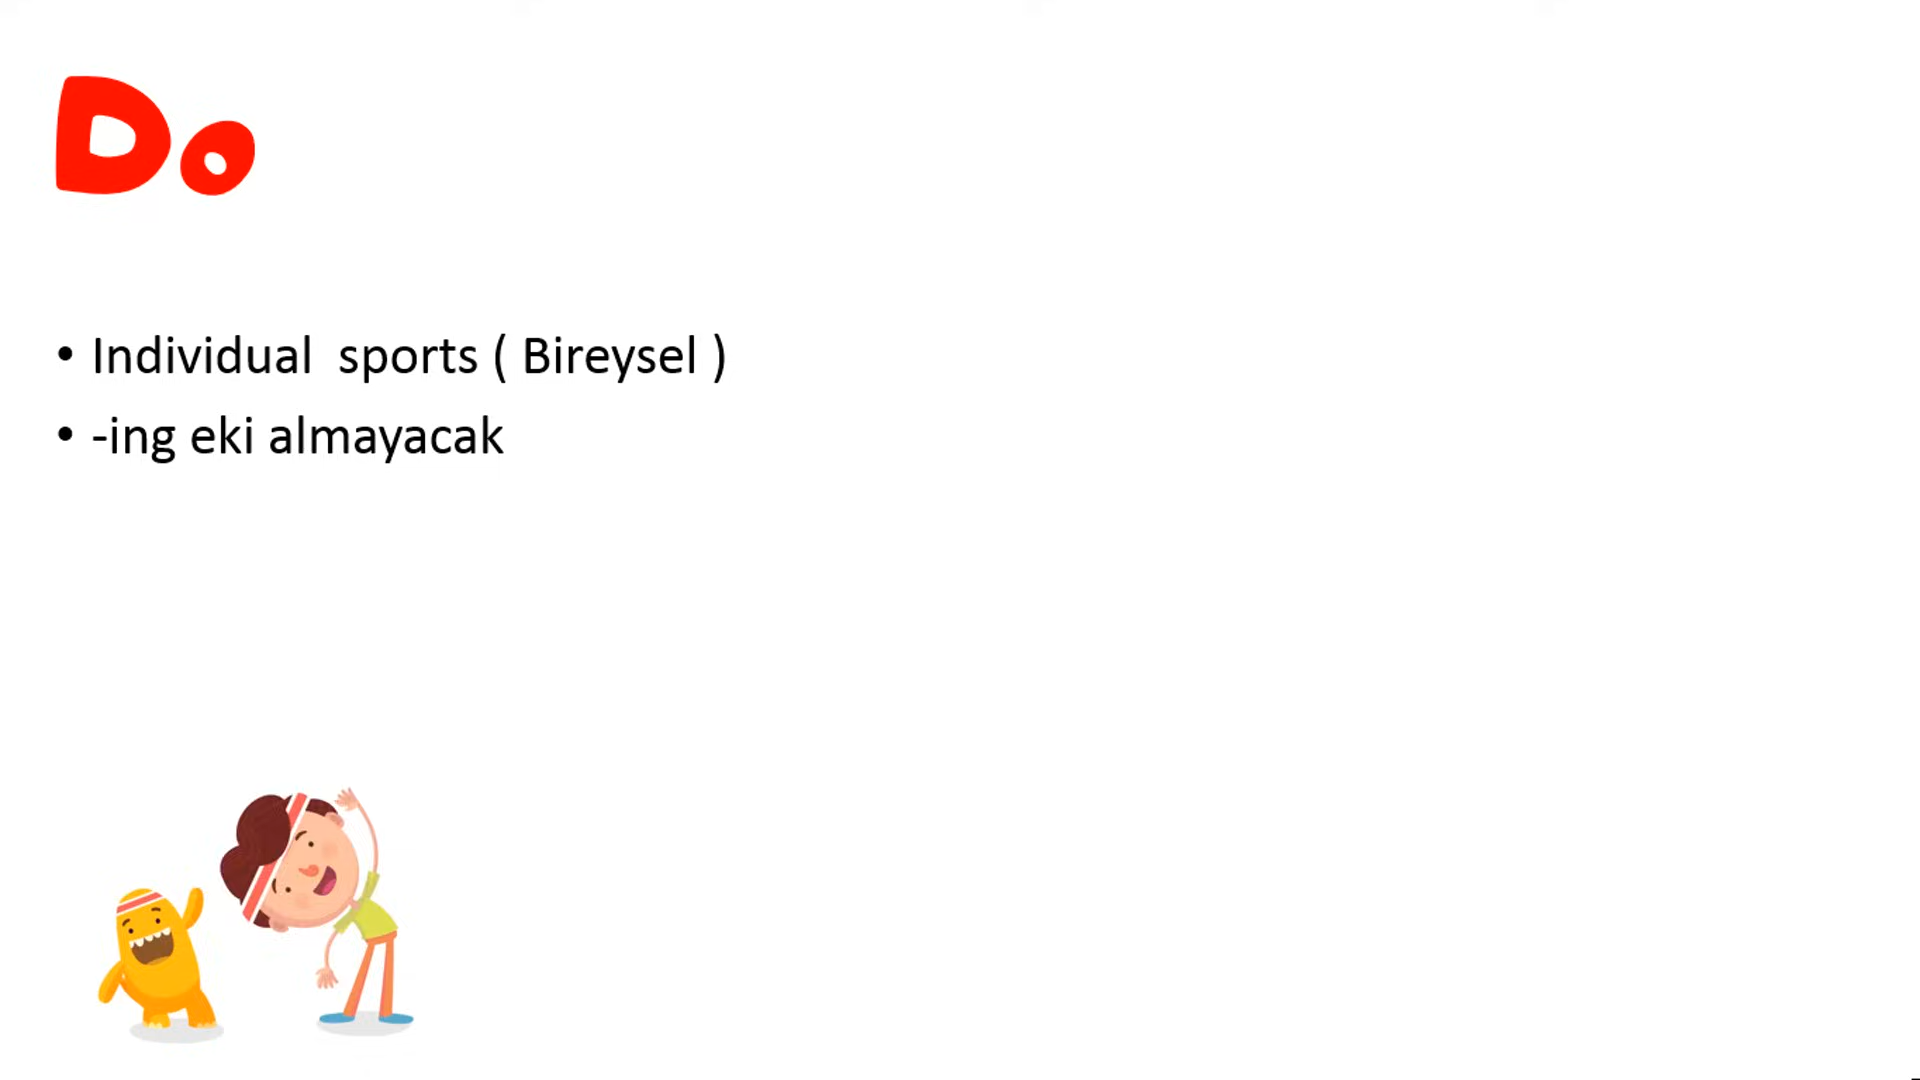 Do
• Individual sports ( Bireysel )
• -ing eki almayacak